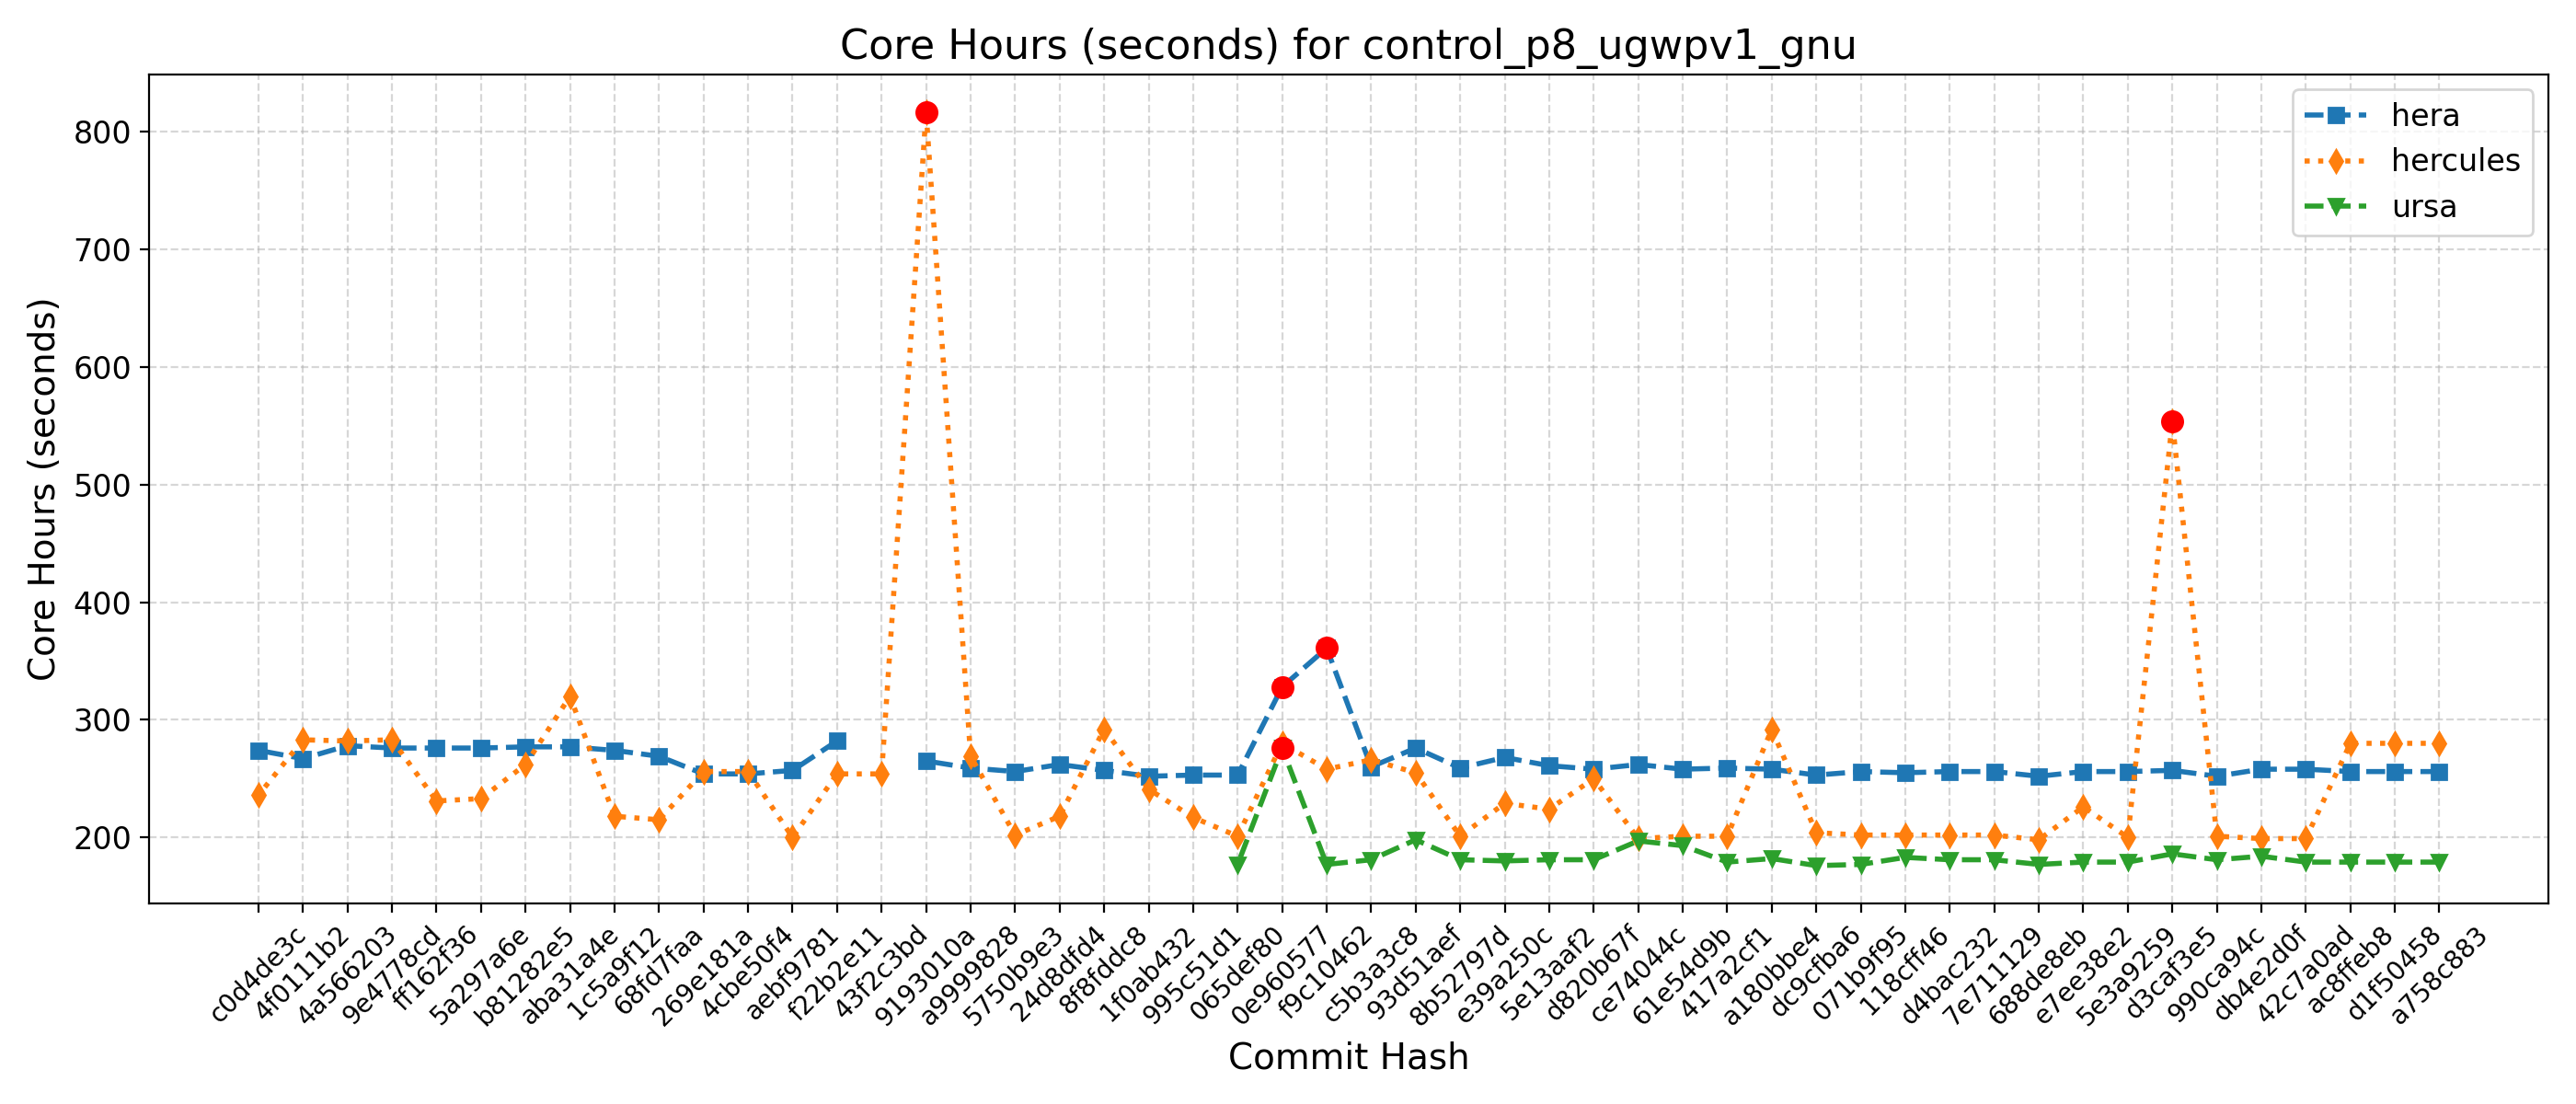 Core Hours (seconds) for control_p8_ugwpv1_gnu
hera
hercules
ursa
Core Hours (seconds)
800
700
600
500
400
300
200
c0d4de3c
4f0111b2
4a566203
9e4778cd
ff162f36
5a297a6e
b81282e5
aba31a4e
1c5a9f12
68fd7faa
269e181a
4cbe50f4
aebf9781
f22b2e11
43f2c3bd
9193010a
a9999828
5750b9e3
24d8dfd4
8f8fddc8
1f0ab432
995c51d1
065def80
0e960577
f9c10462
c5b3a3c8
93d51aef
8b52797d
e39a250c
5e13aaf2
d820b67f
ce74044c
61e54d9b
417a2cf1
a180bbe4
dc9cfba6
071b9f95
118cff46
d4bac232
7e711129
688de8eb
e7ee38e2
5e3a9259
d3caf3e5
990ca94c
db4e2d0f
42c7a0ad
ac8ffeb8
d1f50458
a758c883
Commit Hash